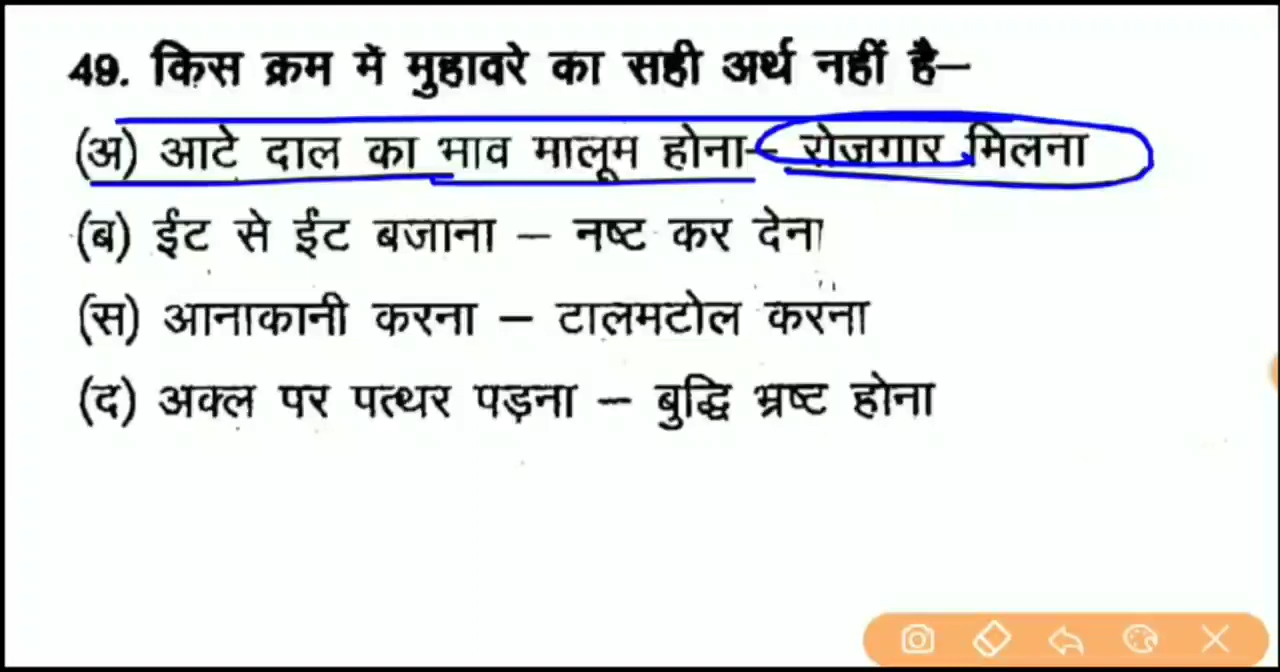 49. किस क्रम में मुहावरे का सही अर्थ नहीं है–
(अ) आटे दाल का भाव मालूम होना– रोजगार मिलना
(ब) ईंट से ईंट बजाना – नष्ट कर देना
(स) आनाकानी करना – टालमटोल करना
(द) अक्ल पर पत्थर पड़ना – बुद्धि भ्रष्ट होना